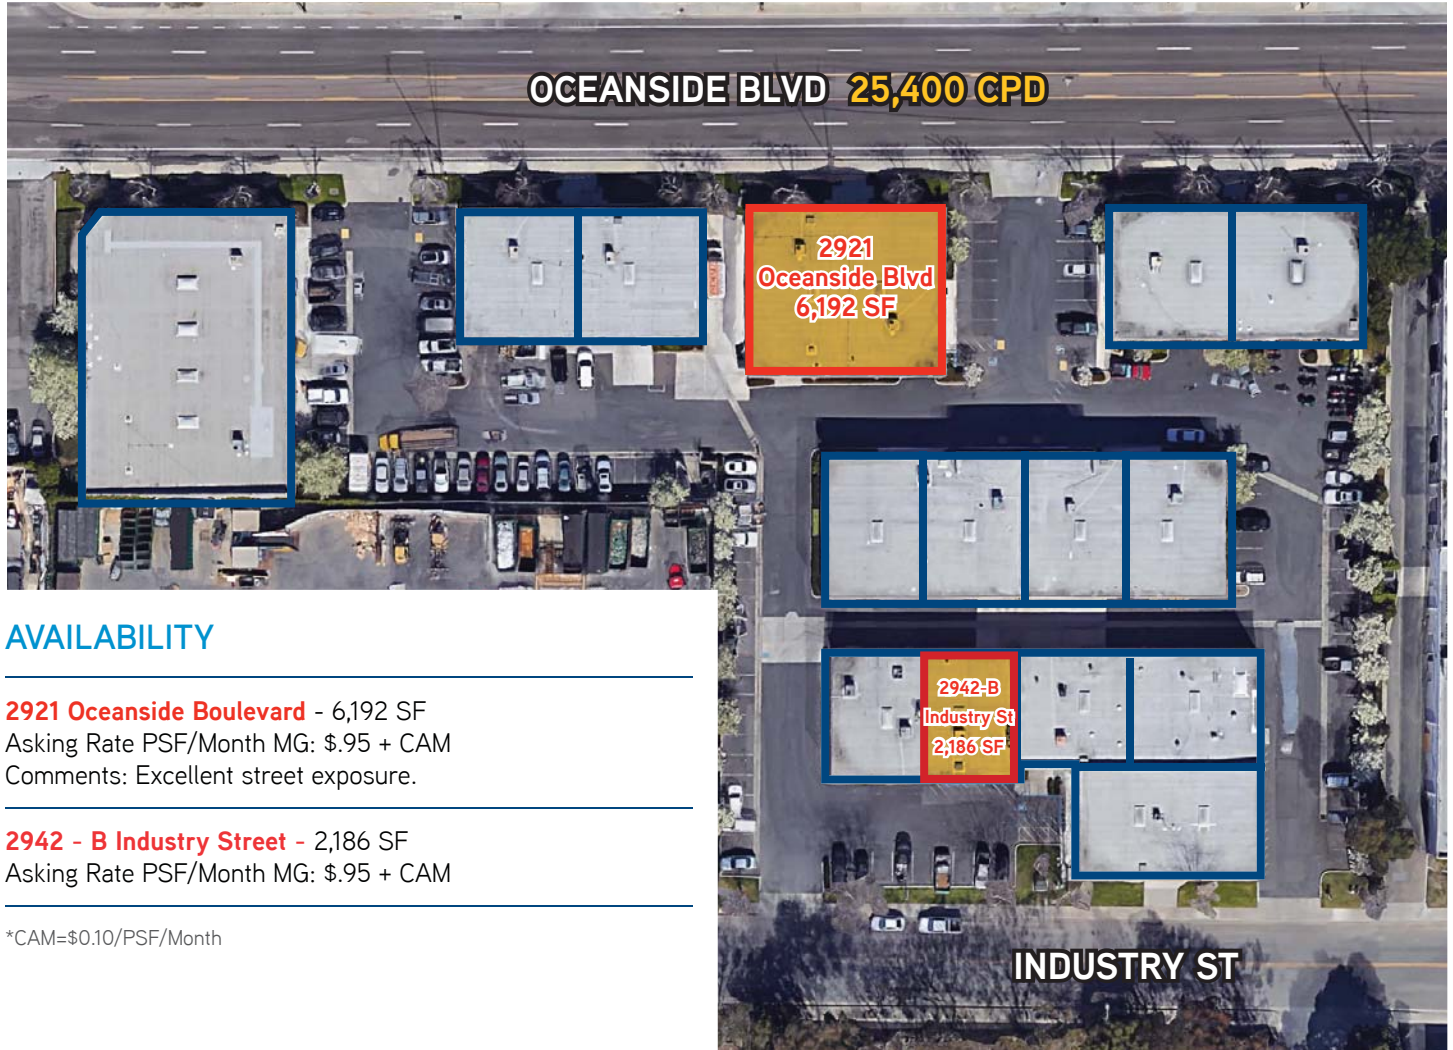 OCEANSIDE BLVD 25,400 CPD
2921
Oceanside Blvd
6,192 SF
2942-B
Industry St
2,186 SF
INDUSTRY ST
AVAILABILITY
2921 Oceanside Boulevard - 6,192 SF
Asking Rate PSF/Month MG: $.95 + CAM
Comments: Excellent street exposure.
2942 - B Industry Street - 2,186 SF
Asking Rate PSF/Month MG: $.95 + CAM
*CAM=$0.10/PSF/Month